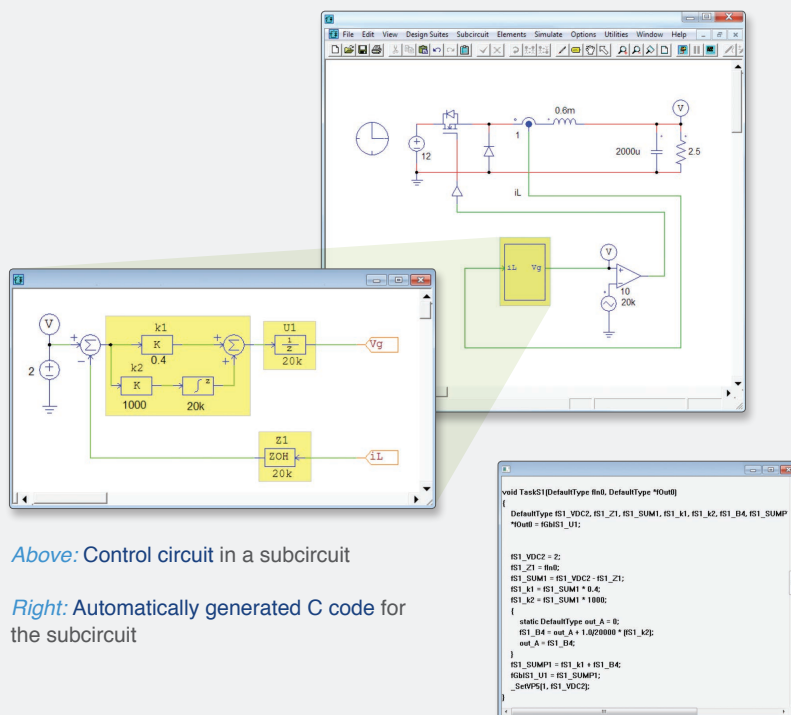 File Edit View Design Suites Subcircuit Elements Simulate Options Utilities Window Help
12
1
0.6m
V
2000u
2.5
iL
iL Vg
V
10
20k
V
2
k1
K
0.4
k2
K
1000
20k
U1
1
z
20k
Vg
Z1
ZOH
20k
iL
Above: Control circuit in a subcircuit
Right: Automatically generated C code for
the subcircuit
void TaskS1(DefaultType fIn0, DefaultType *fOut0)
{
DefaultType fS1_VDC2, fS1_Z1, fS1_SUM1, fS1_k1, fS1_k2, fS1_B4, fS1_SUMP
*fOut0 = fGblS1_U1;
fS1_VDC2 = 2;
fS1_Z1 = fIn0;
fS1_SUM1 = fS1_VDC2 - fS1_Z1;
fS1_k1 = fS1_SUM1 * 0.4;
fS1_k2 = fS1_SUM1 * 1000;
{
static DefaultType out_A = 0;
fS1_B4 = out_A + 1.0/20000 * (fS1_k2);
out_A = fS1_B4;
}
fS1_SUMP1 = fS1_k1 + fS1_B4;
fGblS1_U1 = fS1_SUMP1;
_SetVP5(1, fS1_VDC2);
}